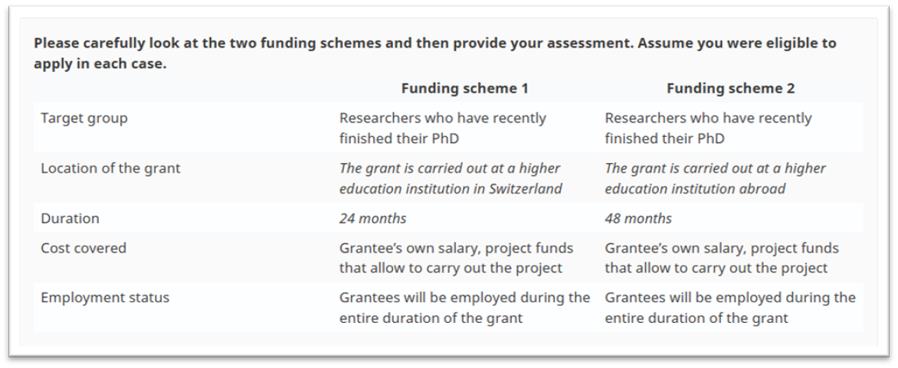 Please carefully look at the two funding schemes and then provide your assessment. Assume you were eligible to
apply in each case.
Funding scheme 1 Funding scheme 2
Target group Researchers who have recently Researchers who have recently
finished their PhD finished their PhD
Location of the grant The grant is carried out at a higher The grant is carried out at a higher
education institution in Switzerland education institution abroad
Duration 24 months 48 months
Cost covered Grantee’s own salary, project funds Grantee’s own salary, project funds
that allow to carry out the project that allow to carry out the project
Employment status Grantees will be employed during the Grantees will be employed during the
entire duration of the grant entire duration of the grant